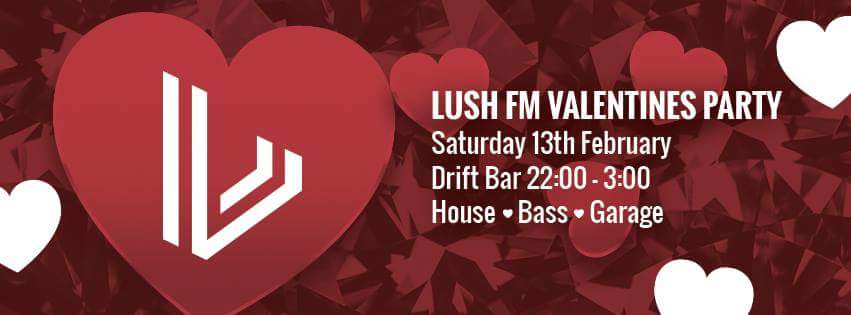 LUSH FM VALENTINES PARTY
Saturday 13th February
Drift Bar 22:00 - 3:00
House ♥ Bass ♥ Garage